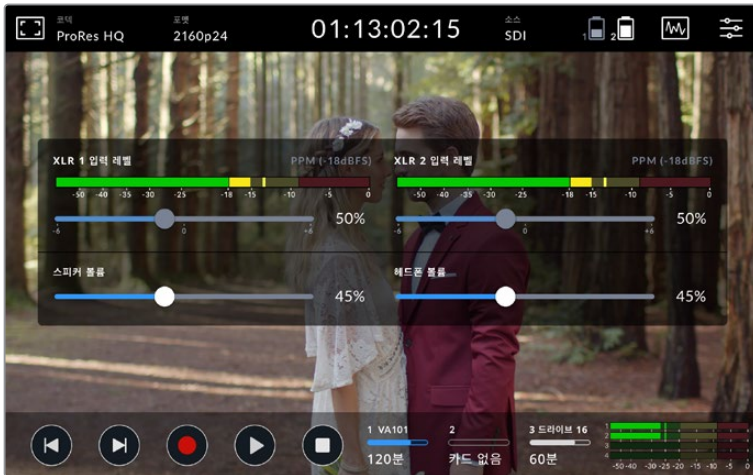 코덱 포맷 01:13:02:15 소스
ProRes HQ 2160p24 SDI 1 2
XLR 1 입력 레벨 PPM (-18dBFS) XLR 2 입력 레벨 PPM (-18dBFS)
-50 -40 -35 -30 -25 -18 -15 -10 -5 0 -50 -40 -35 -30 -25 -18 -15 -10 -5 0
50% 50%
-6 0 +6 -6 0 +6
스피커 볼륨 헤드폰 볼륨
45% 45%
1 VA101 2 3 드라이브 16
120분 카드 없음 60분
1
2
3
4
-50 -40 -30 -25 -20 -15 -10 -5 0